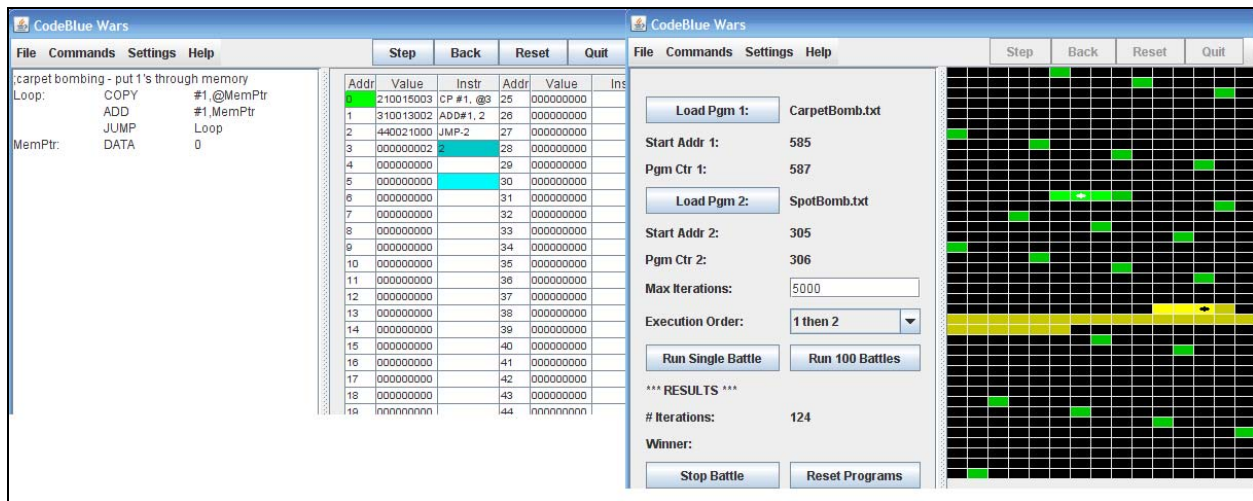 CodeBlue Wars
File Commands Settings Help
Step Back Reset Quit
;carpet bombing - put 1's through memory
Loop: COPY #1,@MemPtr
ADD #1,MemPtr
JUMP Loop
MemPtr: DATA 0
Addr Value Instr Addr Value Ins
0 210015003 CP #1, @3 25 000000000
1 310013002 ADD#1, 2 26 000000000
2 440021000 JMP-2 27 000000000
3 000000002 2 28 000000000
4 000000000 29 000000000
5 000000000 30 000000000
6 000000000 31 000000000
7 000000000 32 000000000
8 000000000 33 000000000
9 000000000 34 000000000
10 000000000 35 000000000
11 000000000 36 000000000
12 000000000 37 000000000
13 000000000 38 000000000
14 000000000 39 000000000
15 000000000 40 000000000
16 000000000 41 000000000
17 000000000 42 000000000
18 000000000 43 000000000
19 000000000 44 000000000
CodeBlue Wars
File Commands Settings Help
Step Back Reset Quit
Load Pgm 1: CarpetBomb.txt
Start Addr 1: 585
Pgm Ctr 1: 587
Load Pgm 2: SpotBomb.txt
Start Addr 2: 305
Pgm Ctr 2: 306
Max Iterations: 5000
Execution Order: 1 then 2
Run Single Battle Run 100 Battles
*** RESULTS ***
# Iterations: 124
Winner:
Stop Battle Reset Programs